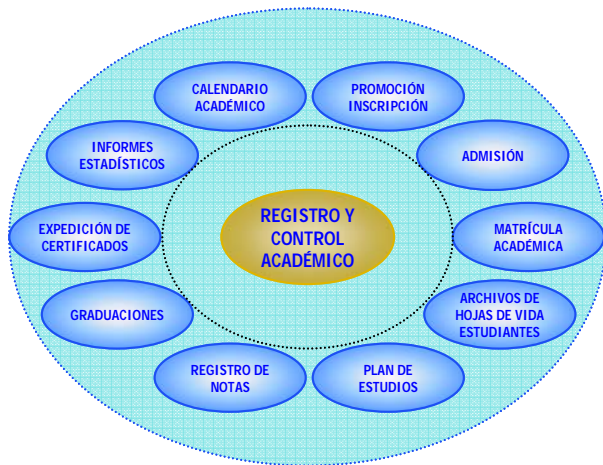 CALENDARIO
ACADÉMICO
PROMOCIÓN
INSCRIPCIÓN
INFORMES
ESTADÍSTICOS
ADMISIÓN
EXPEDICIÓN DE
CERTIFICADOS
REGISTRO Y
CONTROL
ACADÉMICO
MATRÍCULA
ACADÉMICA
GRADUACIONES
ARCHIVOS DE
HOJAS DE VIDA
ESTUDIANTES
REGISTRO DE
NOTAS
PLAN DE
ESTUDIOS